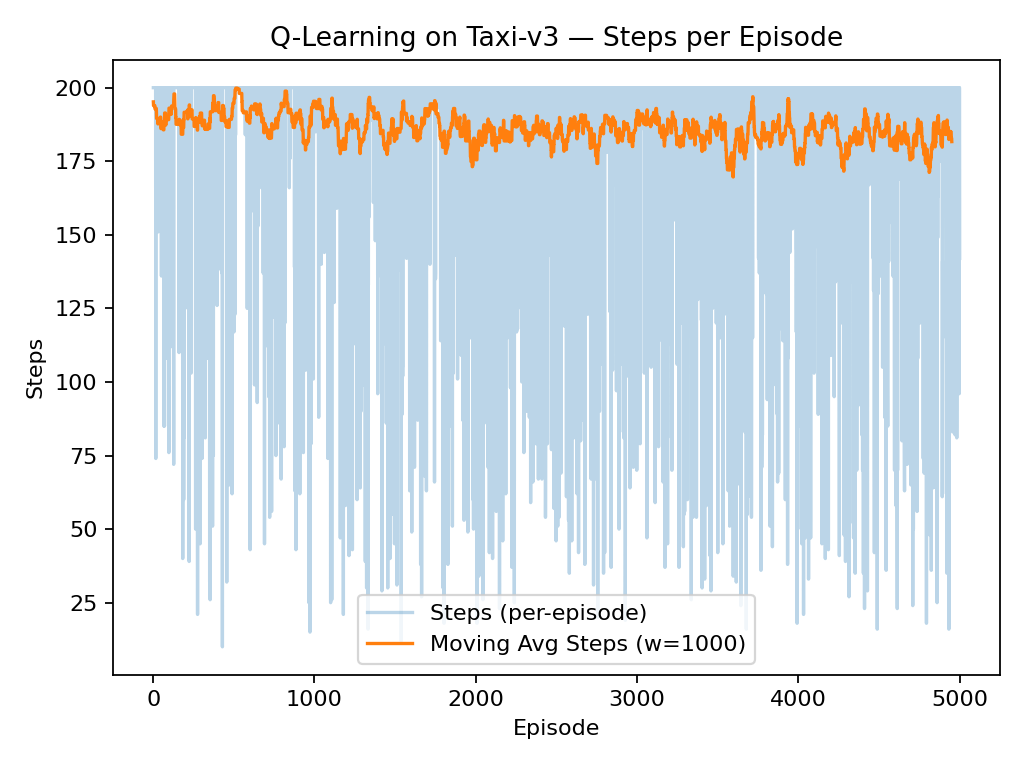 Q-Learning on Taxi-v3 — Steps per Episode
Steps
200
175
150
125
100
75
50
25
Steps (per-episode)
Moving Avg Steps (w=1000)
0 1000 2000 3000 4000 5000
Episode